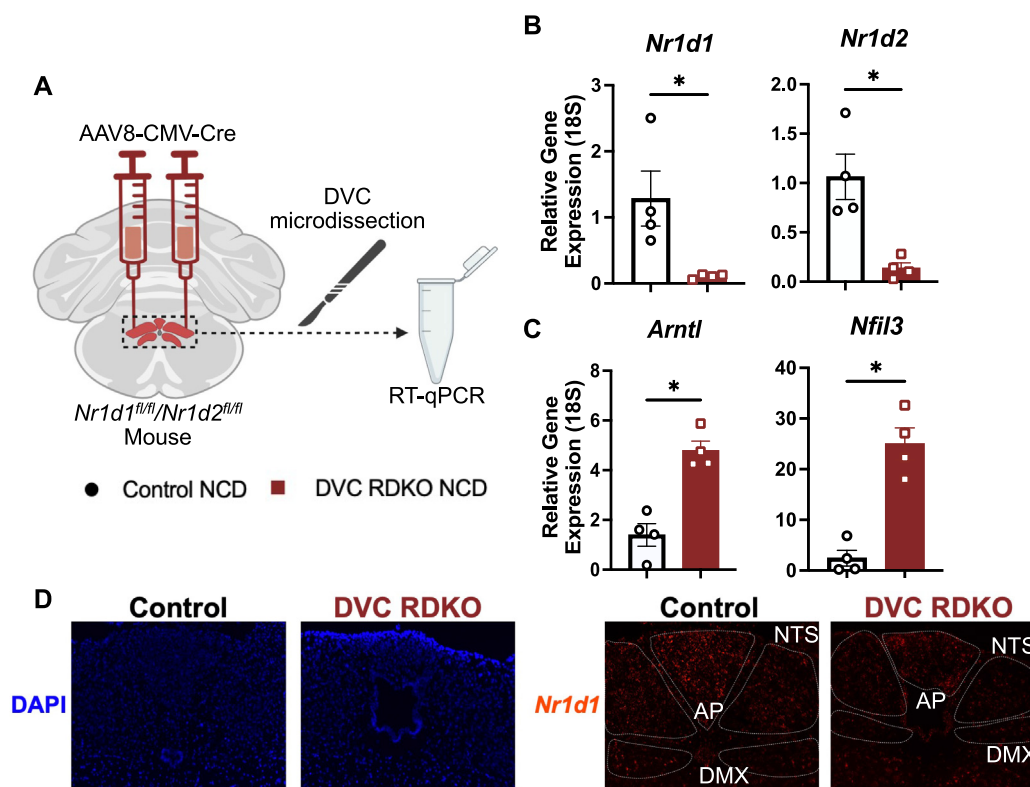 A
AAV8-CMV-Cre
DVC
microdissection
RT-qPCR
Nr1d1fl/fl/Nr1d2fl/fl
Mouse
Control NCD
DVC RDKO NCD
B
Nr1d1
Relative Gene
Expression (18S)
3
2
1
0
*
Nr1d2
2.0
1.5
1.0
0.5
0.0
*
C
Arntl
Relative Gene
Expression (18S)
8
6
4
2
0
*
Nfil3
40
30
20
10
0
*
D
Control
DVC RDKO
DAPI
Control
DVC RDKO
Nr1d1
NTS
AP
DMX
NTS
AP
DMX